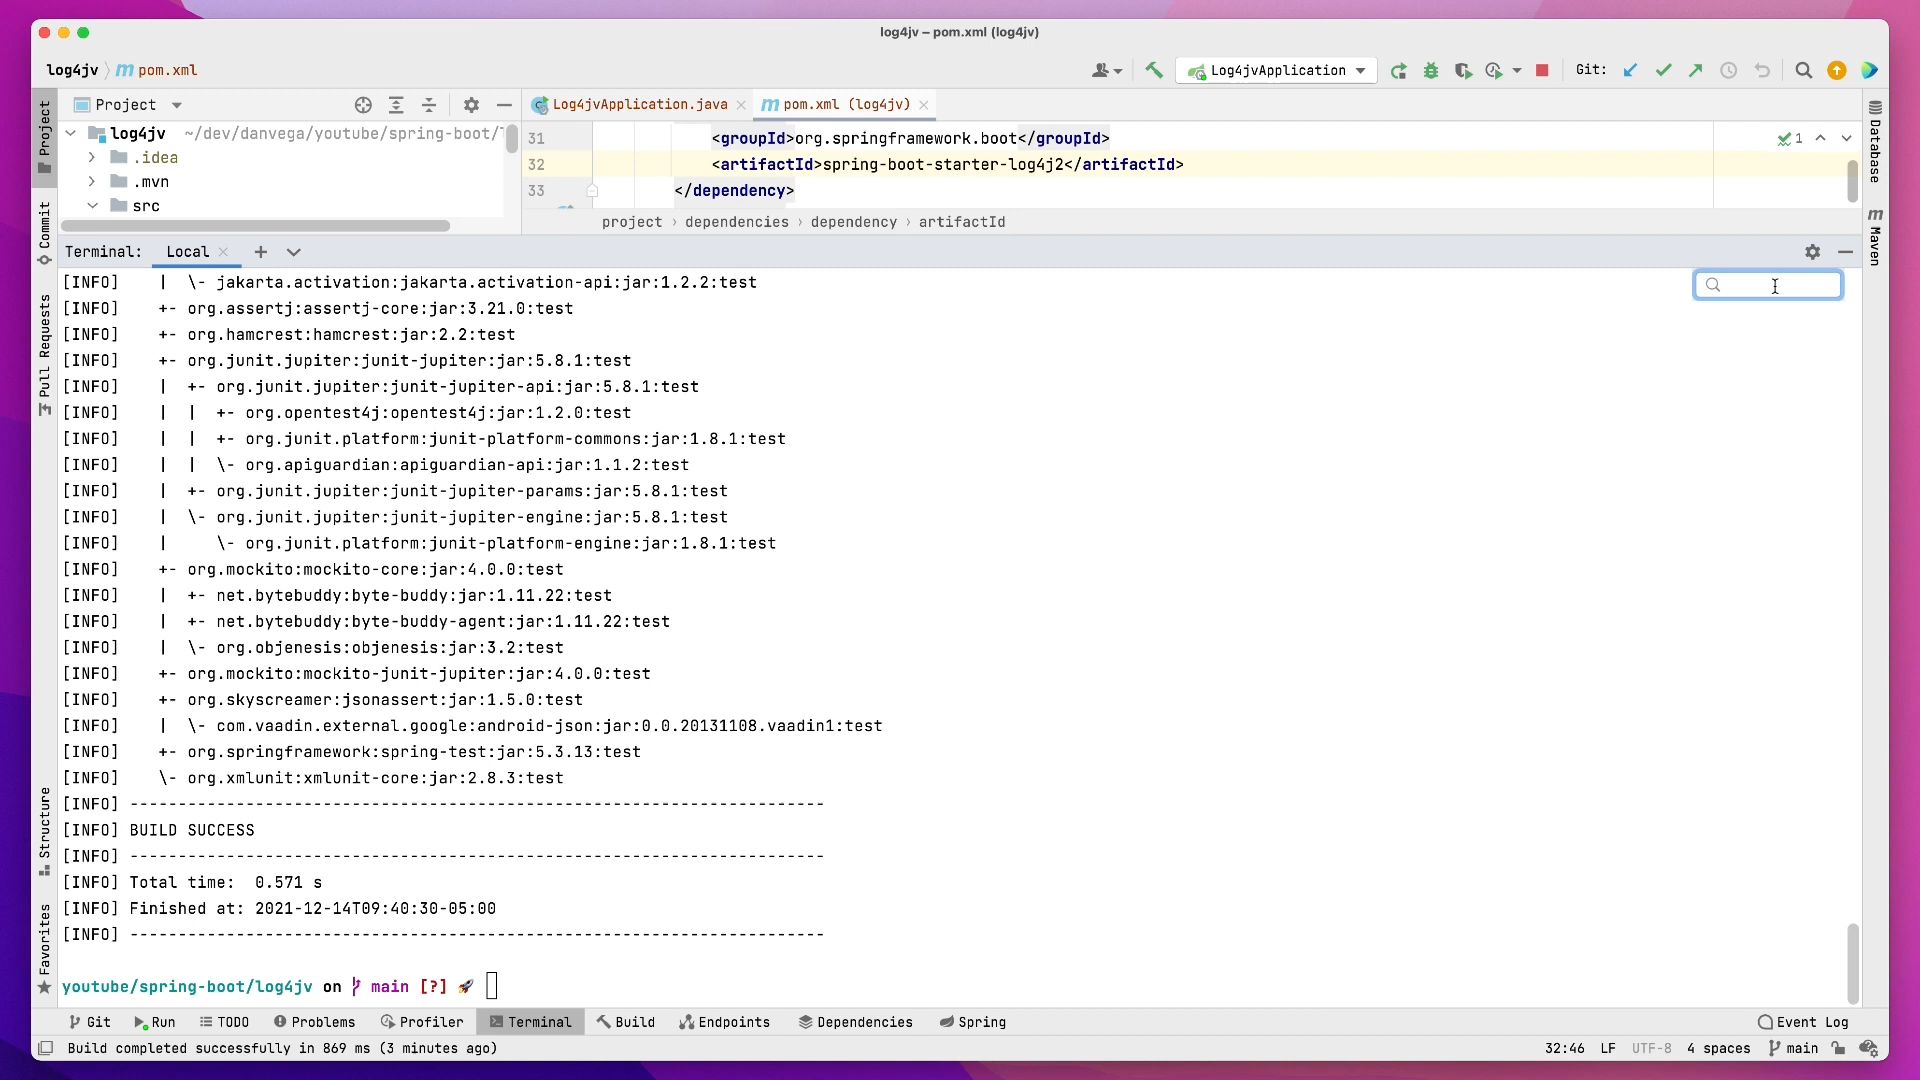 log4jv – pom.xml (log4jv)
log4jv 〉 m pom.xml
Log4jvApplication
Git:
Project
Log4jvApplication.java
pom.xml (log4jv)
log4jv ~/dev/danvega/youtube/spring-boot/
.idea
.mvn
src
31 <groupId>org.springframework.boot</groupId>
32 <artifactId>spring-boot-starter-log4j2</artifactId>
33 </dependency>
1
project › dependencies › dependency › artifactId
Project
Commit
Pull Requests
Structure
Favorites
Database
Maven
Terminal: Local
[INFO]    |  \- jakarta.activation:jakarta.activation-api:jar:1.2.2:test
[INFO]    +- org.assertj:assertj-core:jar:3.21.0:test
[INFO]    +- org.hamcrest:hamcrest:jar:2.2:test
[INFO]    +- org.junit.jupiter:junit-jupiter:jar:5.8.1:test
[INFO]    |  +- org.junit.jupiter:junit-jupiter-api:jar:5.8.1:test
[INFO]    |  |  +- org.opentest4j:opentest4j:jar:1.2.0:test
[INFO]    |  |  +- org.junit.platform:junit-platform-commons:jar:1.8.1:test
[INFO]    |  |  \- org.apiguardian:apiguardian-api:jar:1.1.2:test
[INFO]    |  +- org.junit.jupiter:junit-jupiter-params:jar:5.8.1:test
[INFO]    |  \- org.junit.jupiter:junit-jupiter-engine:jar:5.8.1:test
[INFO]    |     \- org.junit.platform:junit-platform-engine:jar:1.8.1:test
[INFO]    +- org.mockito:mockito-core:jar:4.0.0:test
[INFO]    |  +- net.bytebuddy:byte-buddy:jar:1.11.22:test
[INFO]    |  +- net.bytebuddy:byte-buddy-agent:jar:1.11.22:test
[INFO]    |  \- org.objenesis:objenesis:jar:3.2:test
[INFO]    +- org.mockito:mockito-junit-jupiter:jar:4.0.0:test
[INFO]    +- org.skyscreamer:jsonassert:jar:1.5.0:test
[INFO]    |  \- com.vaadin.external.google:android-json:jar:0.0.20131108.vaadin1:test
[INFO]    +- org.springframework:spring-test:jar:5.3.13:test
[INFO]    \- org.xmlunit:xmlunit-core:jar:2.8.3:test
[INFO] ------------------------------------------------------------------------
[INFO] BUILD SUCCESS
[INFO] ------------------------------------------------------------------------
[INFO] Total time:  0.571 s
[INFO] Finished at: 2021-12-14T09:40:30-05:00
[INFO] ------------------------------------------------------------------------
youtube/spring-boot/log4jv on main [?] 🚀
Git Run TODO Problems Profiler Terminal Build Endpoints Dependencies Spring Event Log
Build completed successfully in 869 ms (3 minutes ago) 32:46 LF UTF-8 4 spaces main